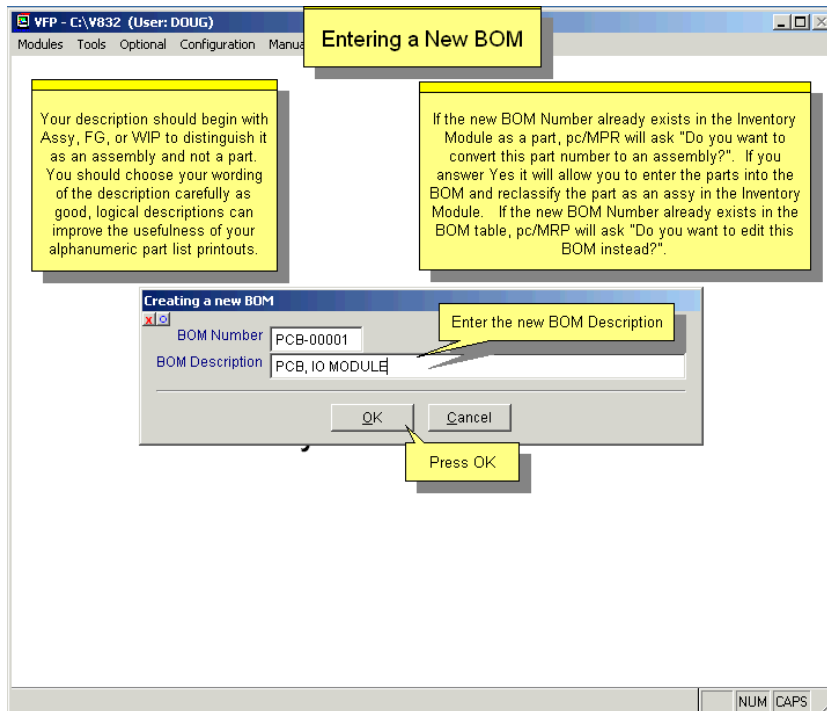 VFP - C:\V832 (User: DOUG)
Modules Tools Optional Configuration Manua
Entering a New BOM
Your description should begin with
Assy, FG, or WIP to distinguish it
as an assembly and not a part.
You should choose your wording
of the description carefully as
good, logical descriptions can
improve the usefulness of your
alphanumeric part list printouts.
If the new BOM Number already exists in the Inventory
Module as a part, pc/MPR will ask "Do you want to
convert this part number to an assembly?". If you
answer Yes it will allow you to enter the parts into the
BOM and reclassify the part as an assy in the Inventory
Module. If the new BOM Number already exists in the
BOM table, pc/MRP will ask "Do you want to edit this
BOM instead?".
Creating a new BOM
BOM Number PCB-00001
Enter the new BOM Description
BOM Description PCB, IO MODULE
OK Cancel
Press OK
NUM CAPS